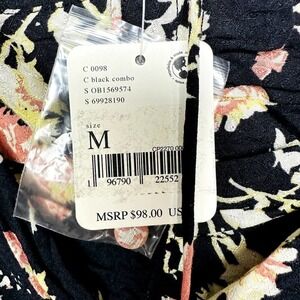 C 0098
C black combo
S OB1569574
S 69928190
size
M
1 96790 22552
MSRP $98.00 US